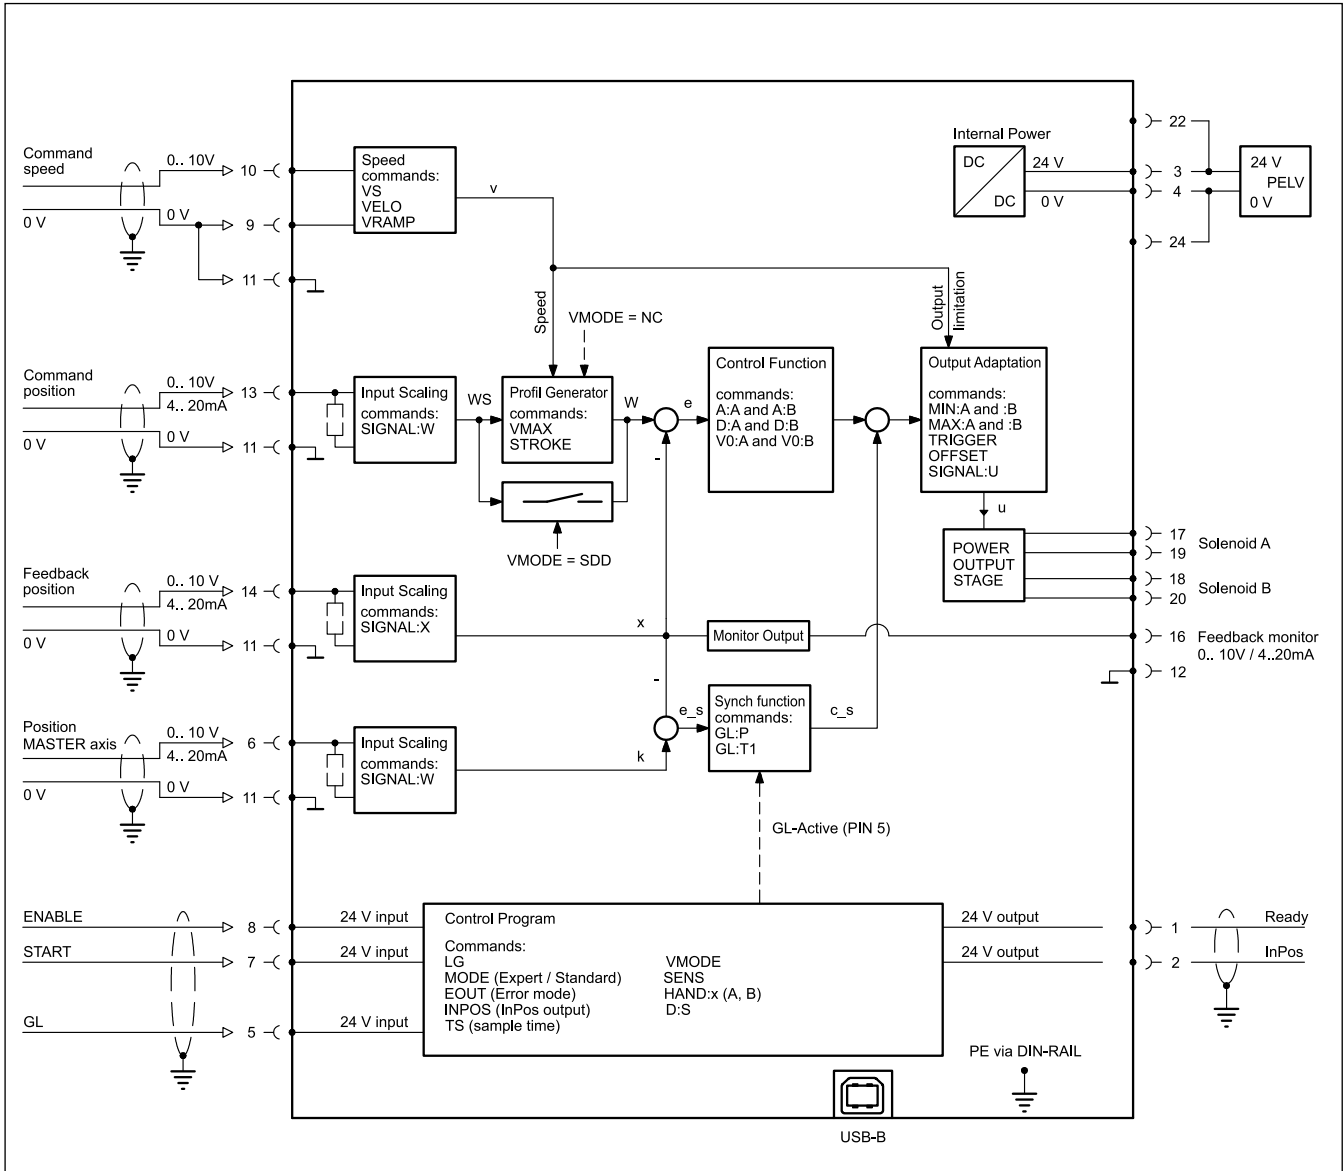 Command
speed
0.. 10V
10
0 V
0 V
9
11
Speed
commands:
VS
VELO
VRAMP
v
Internal Power
DC
DC
24 V
0 V
22
3
4
24
24 V
PELV
0 V
Speed
VMODE = NC
Output
limitation
Command
position
0.. 10V
4.. 20mA
13
0 V
0 V
11
Input Scaling
commands:
SIGNAL:W
WS
Profil Generator
commands:
VMAX
STROKE
W
e
-
Control Function
commands:
A:A and A:B
D:A and D:B
V0:A and V0:B
Output Adaptation
commands:
MIN:A and :B
MAX:A and :B
TRIGGER
OFFSET
SIGNAL:U
u
VMODE = SDD
POWER
OUTPUT
STAGE
17
19
Solenoid A
18
20
Solenoid B
Feedback
position
0.. 10 V
4.. 20mA
14
0 V
0 V
11
Input Scaling
commands:
SIGNAL:X
x
Monitor Output
16
Feedback monitor
0.. 10V / 4..20mA
12
-
Position
MASTER axis
0.. 10 V
4.. 20mA
6
0 V
0 V
11
Input Scaling
commands:
SIGNAL:W
k
e_s
Synch function
commands:
GL:P
GL:T1
c_s
GL-Active (PIN 5)
ENABLE
8
24 V input
START
7
24 V input
GL
5
24 V input
Control Program
Commands:
LG
MODE (Expert / Standard)
EOUT (Error mode)
INPOS (InPos output)
TS (sample time)
VMODE
SENS
HAND:x (A, B)
D:S
24 V output
1
Ready
24 V output
2
InPos
PE via DIN-RAIL
USB-B